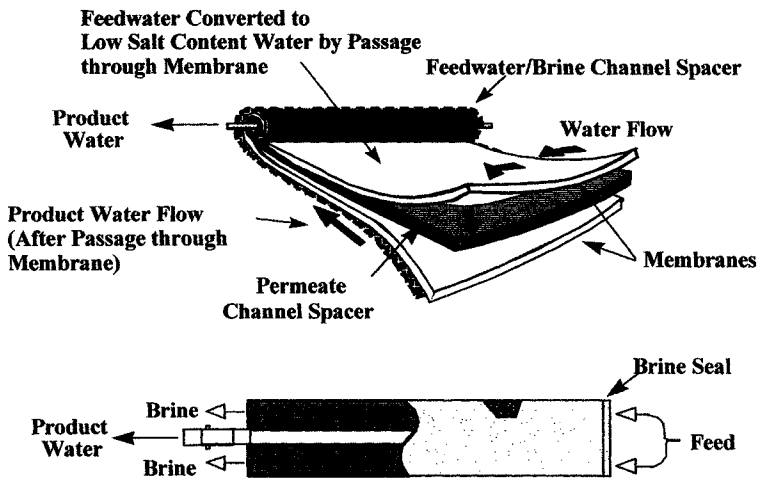 Feedwater Converted to
Low Salt Content Water by Passage
through Membrane
Feedwater/Brine Channel Spacer
Product
Water
Water Flow
Product Water Flow
(After Passage through
Membrane)
Membranes
Permeate
Channel Spacer
Brine Seal
Brine
Product
Water
Feed
Brine